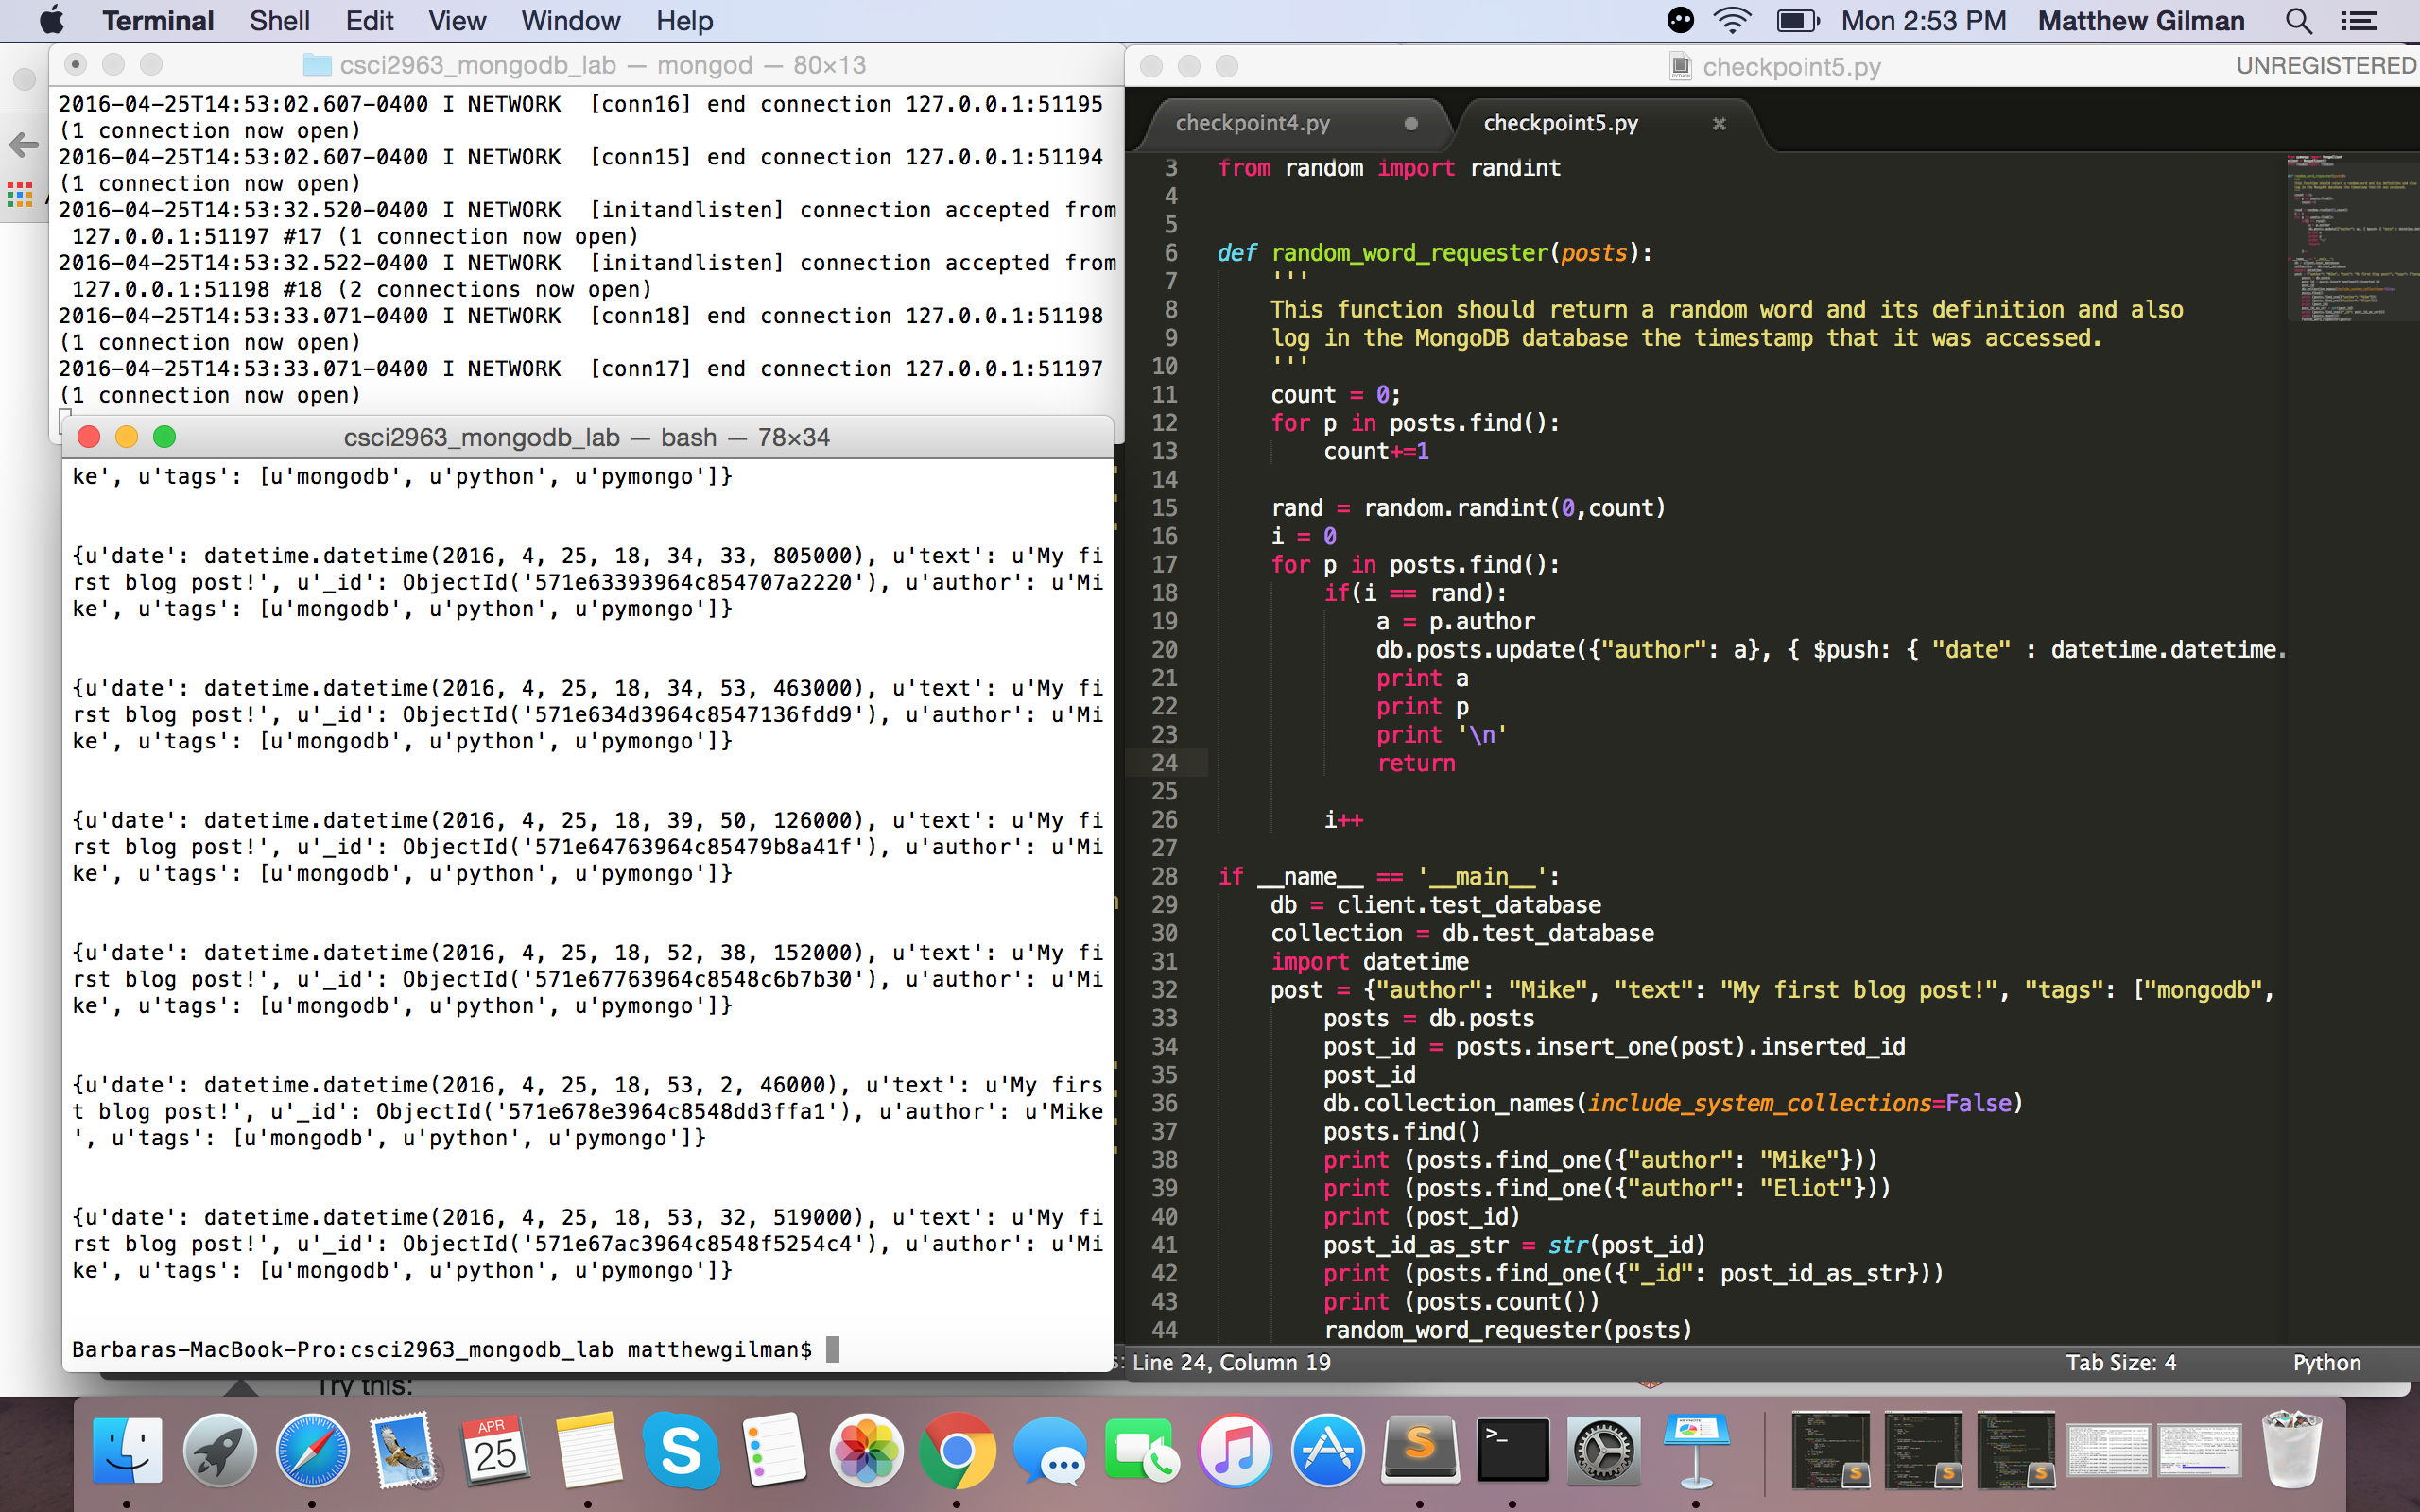 Terminal Shell Edit View Window Help
Mon 2:53 PM Matthew Gilman
csci2963_mongodb_lab — mongod — 80×13
2016-04-25T14:53:02.607-0400 I NETWORK  [conn16] end connection 127.0.0.1:51195
(1 connection now open)
2016-04-25T14:53:02.607-0400 I NETWORK  [conn15] end connection 127.0.0.1:51194
(1 connection now open)
2016-04-25T14:53:32.520-0400 I NETWORK  [initandlisten] connection accepted from
127.0.0.1:51197 #17 (1 connection now open)
2016-04-25T14:53:32.522-0400 I NETWORK  [initandlisten] connection accepted from
127.0.0.1:51198 #18 (2 connections now open)
2016-04-25T14:53:33.071-0400 I NETWORK  [conn18] end connection 127.0.0.1:51198
(1 connection now open)
2016-04-25T14:53:33.071-0400 I NETWORK  [conn17] end connection 127.0.0.1:51197
(1 connection now open)
csci2963_mongodb_lab — bash — 78×34
ke', u'tags': [u'mongodb', u'python', u'pymongo']}
{u'date': datetime.datetime(2016, 4, 25, 18, 34, 33, 805000), u'text': u'My fi
rst blog post!', u'_id': ObjectId('571e63393964c854707a2220'), u'author': u'Mi
ke', u'tags': [u'mongodb', u'python', u'pymongo']}
{u'date': datetime.datetime(2016, 4, 25, 18, 34, 53, 463000), u'text': u'My fi
rst blog post!', u'_id': ObjectId('571e634d3964c8547136fdd9'), u'author': u'Mi
ke', u'tags': [u'mongodb', u'python', u'pymongo']}
{u'date': datetime.datetime(2016, 4, 25, 18, 39, 50, 126000), u'text': u'My fi
rst blog post!', u'_id': ObjectId('571e64763964c85479b8a41f'), u'author': u'Mi
ke', u'tags': [u'mongodb', u'python', u'pymongo']}
{u'date': datetime.datetime(2016, 4, 25, 18, 52, 38, 152000), u'text': u'My fi
rst blog post!', u'_id': ObjectId('571e67763964c8548c6b7b30'), u'author': u'Mi
ke', u'tags': [u'mongodb', u'python', u'pymongo']}
{u'date': datetime.datetime(2016, 4, 25, 18, 53, 2, 46000), u'text': u'My firs
t blog post!', u'_id': ObjectId('571e678e3964c8548dd3ffa1'), u'author': u'Mike
', u'tags': [u'mongodb', u'python', u'pymongo']}
{u'date': datetime.datetime(2016, 4, 25, 18, 53, 32, 519000), u'text': u'My fi
rst blog post!', u'_id': ObjectId('571e67ac3964c8548f5254c4'), u'author': u'Mi
ke', u'tags': [u'mongodb', u'python', u'pymongo']}
Barbaras-MacBook-Pro:csci2963_mongodb_lab matthewgilman$
Try this:
checkpoint5.py
UNREGISTERED
checkpoint4.py
checkpoint5.py
3 from random import randint
4
5
6 def random_word_requester(posts):
7 '''
8 This function should return a random word and its definition and also
9 log in the MongoDB database the timestamp that it was accessed.
10 '''
11 count = 0;
12 for p in posts.find():
13 count+=1
14
15 rand = random.randint(0,count)
16 i = 0
17 for p in posts.find():
18 if(i == rand):
19 a = p.author
20 db.posts.update({"author": a}, { $push: { "date" : datetime.datetime.
21 print a
22 print p
23 print '\n'
24 return
25
26 i++
27
28 if __name__ == '__main__':
29 db = client.test_database
30 collection = db.test_database
31 import datetime
32 post = {"author": "Mike", "text": "My first blog post!", "tags": ["mongodb",
33 posts = db.posts
34 post_id = posts.insert_one(post).inserted_id
35 post_id
36 db.collection_names(include_system_collections=False)
37 posts.find()
38 print (posts.find_one({"author": "Mike"}))
39 print (posts.find_one({"author": "Eliot"}))
40 print (post_id)
41 post_id_as_str = str(post_id)
42 print (posts.find_one({"_id": post_id_as_str}))
43 print (posts.count())
44 random_word_requester(posts)
Line 24, Column 19
Tab Size: 4
Python
APR
25